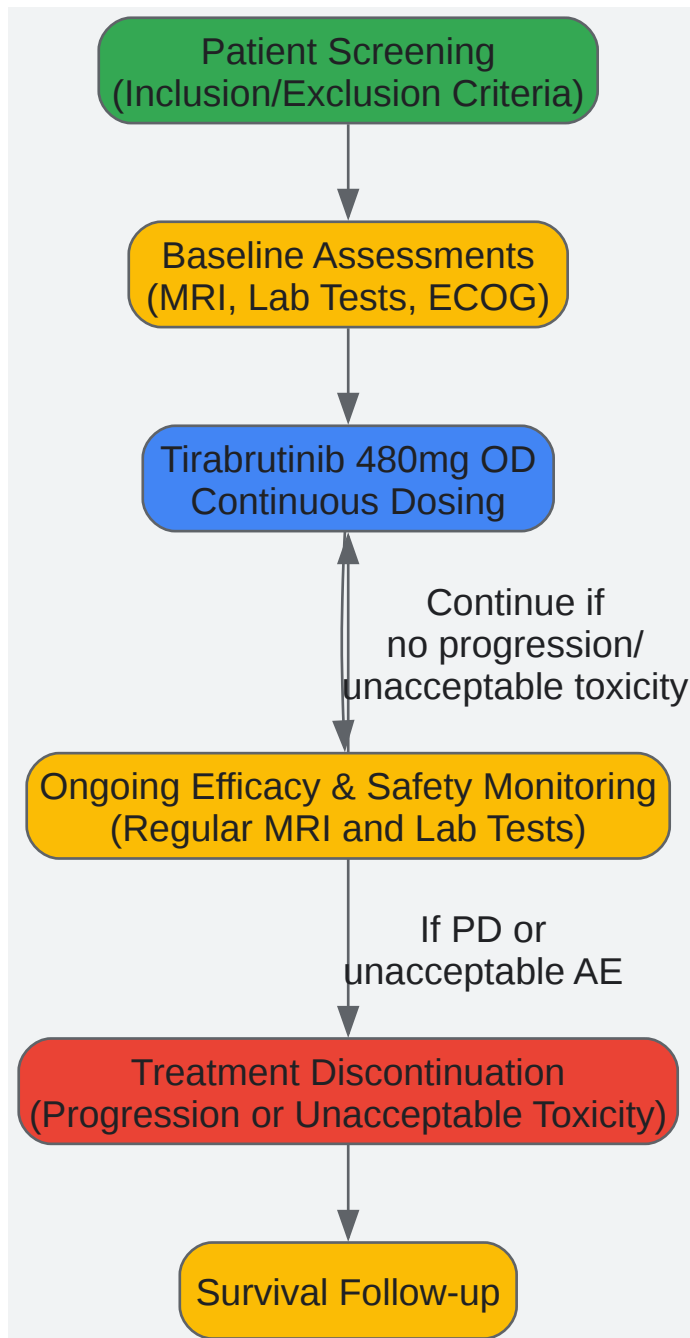 Patient Screening
(Inclusion/Exclusion Criteria)
Baseline Assessments
(MRI, Lab Tests, ECOG)
Tirabrutinib 480mg OD
Continuous Dosing
Continue if
no progression/
unacceptable toxicity
Ongoing Efficacy & Safety Monitoring
(Regular MRI and Lab Tests)
If PD or
unacceptable AE
Treatment Discontinuation
(Progression or Unacceptable Toxicity)
Survival Follow-up